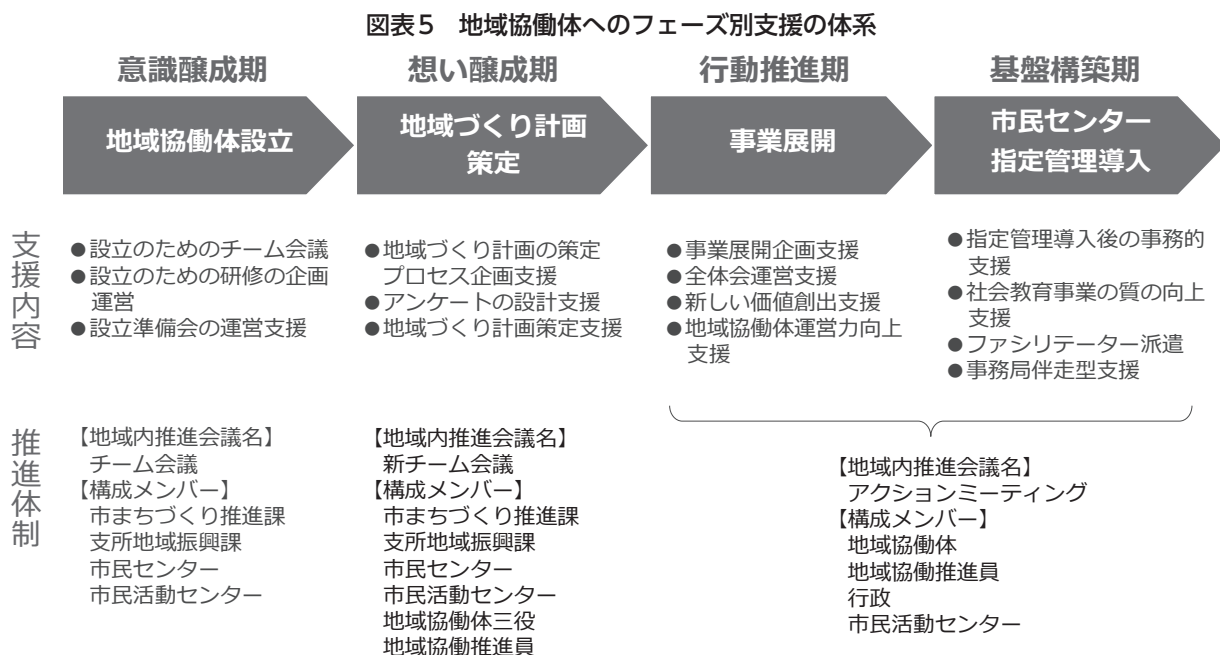 図表５　地域協働体へのフェーズ別支援の体系
意識醸成期
地域協働体設立
想い醸成期
地域づくり計画
策定
行動推進期
事業展開
基盤構築期
市民センター
指定管理導入
支援内容
●設立のためのチーム会議
●設立のための研修の企画
運営
●設立準備会の運営支援
●地域づくり計画の策定
プロセス企画支援
●アンケートの設計支援
●地域づくり計画策定支援
●事業展開企画支援
●全体会運営支援
●新しい価値創出支援
●地域協働体運営力向上
支援
●指定管理導入後の事務的
支援
●社会教育事業の質の向上
支援
●ファシリテーター派遣
●事務局伴走型支援
推進体制
【地域内推進会議名】
チーム会議
【構成メンバー】
市まちづくり推進課
支所地域振興課
市民センター
市民活動センター
【地域内推進会議名】
新チーム会議
【構成メンバー】
市まちづくり推進課
支所地域振興課
市民センター
市民活動センター
地域協働体三役
地域協働推進員
【地域内推進会議名】
アクションミーティング
【構成メンバー】
地域協働体
地域協働推進員
行政
市民活動センター